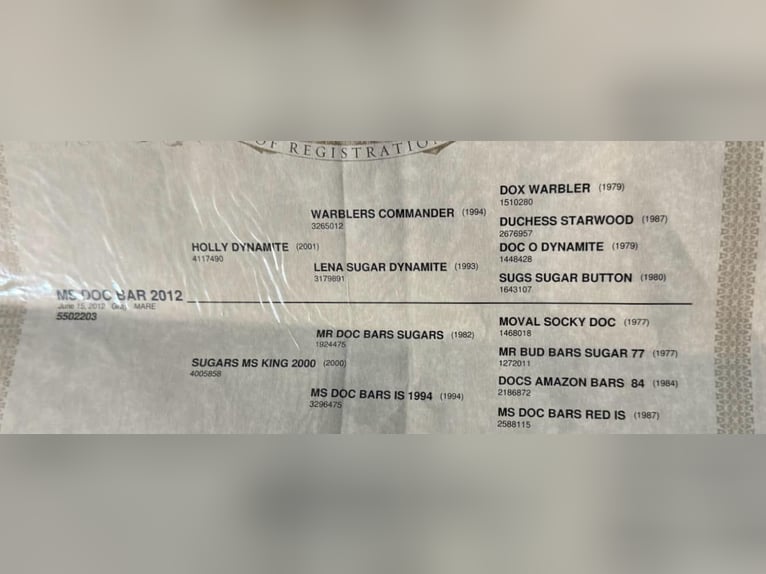 OF REGISTRATION
DOX WARBLER (1979)
1510280
WARBLERS COMMANDER (1994)
3265012
DUCHESS STARWOOD (1987)
2676957
HOLLY DYNAMITE (2001)
4117490
DOC O DYNAMITE (1979)
1448428
LENA SUGAR DYNAMITE (1993)
3179891
SUGS SUGAR BUTTON (1980)
1643107
MS DOC BAR 2012
June 15, 2012 Gray MARE
5502203
MOVAL SOCKY DOC (1977)
1468018
MR DOC BARS SUGARS (1982)
1924475
MR BUD BARS SUGAR 77 (1977)
1272011
SUGARS MS KING 2000 (2000)
4005858
DOCS AMAZON BARS 84 (1984)
2186872
MS DOC BARS IS 1994 (1994)
3296475
MS DOC BARS RED IS (1987)
2588115